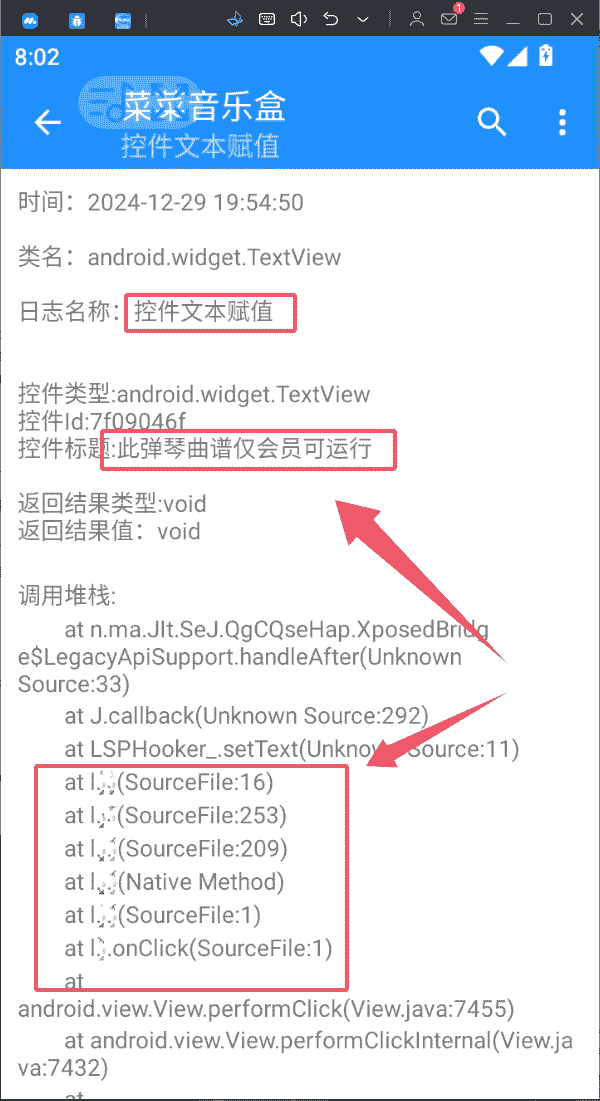 1
8:02
菜菜音乐盒
控件文本赋值
时间：2024-12-29 19:54:50
类名：android.widget.TextView
日志名称：控件文本赋值
控件类型:android.widget.TextView
控件Id:7f09046f
控件标题:此弹琴曲谱仅会员可运行
返回结果类型:void
返回结果值：void
调用堆栈:
at n.ma.Jlt.SeJ.QgCQseHap.XposedBridg
e$LegacyApiSupport.handleAfter(Unknown
Source:33)
at J.callback(Unknown Source:292)
at LSPHooker_.setText(Unknown Source:11)
at (SourceFile:16)
at (SourceFile:253)
at (SourceFile:209)
at (Native Method)
at (SourceFile:1)
at .onClick(SourceFile:1)
at
android.view.View.performClick(View.java:7455)
at android.view.View.performClickInternal(View.ja
va:7432)
at